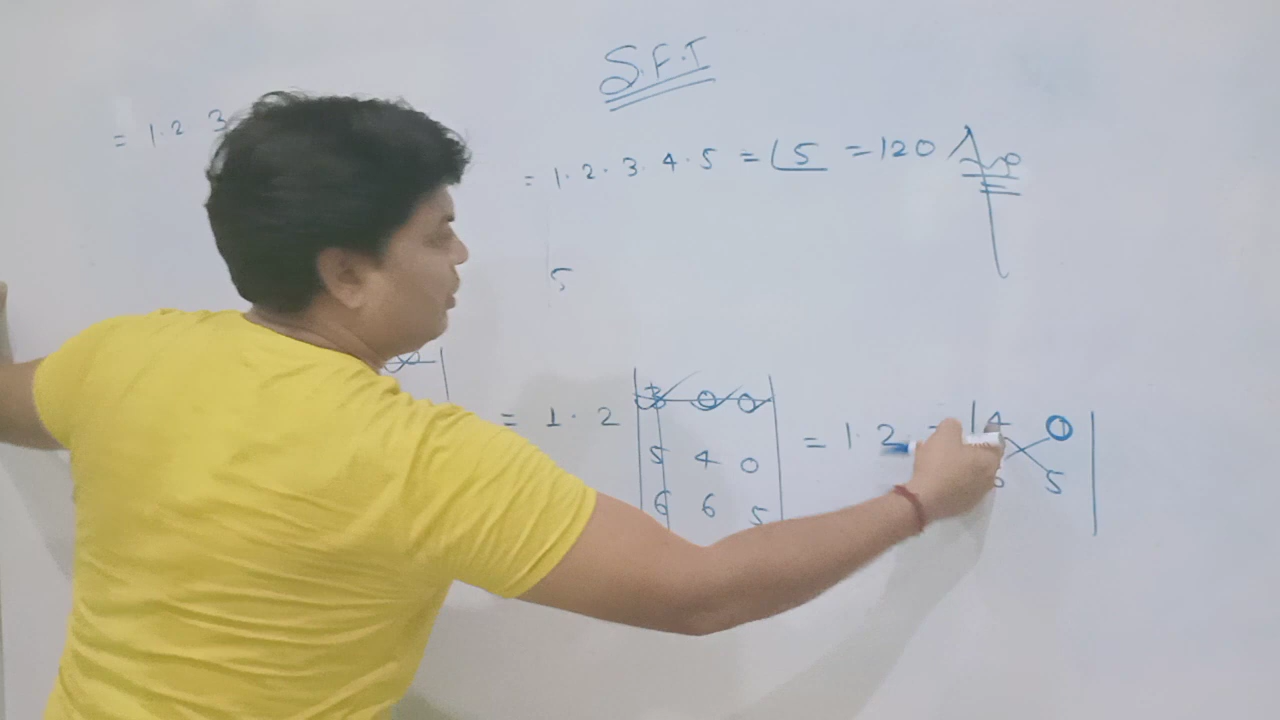 S.F.T
= 1.2 3
= 1.2.3.4.5 = ⌊5 = 120 Ans
5
= 1.2 | 3 0 0 | = 1.2 | 4 0 |
5 4 0
6 6 5 5